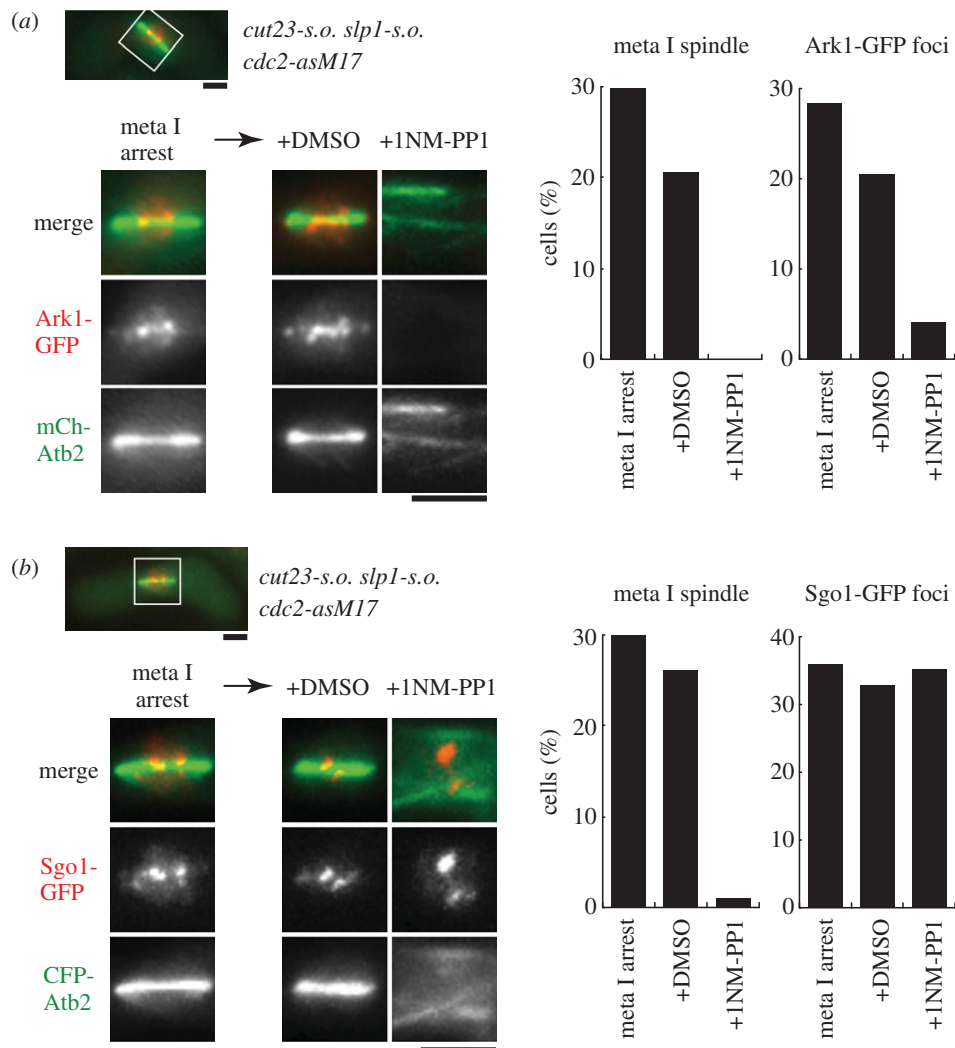 (a)
cut23-s.o. slp1-s.o.
cdc2-asM17
meta I
arrest
+DMSO +1NM-PP1
merge
Ark1-
GFP
mCh-
Atb2
meta I spindle
30
20
10
0
cells (%)
meta I arrest
+DMSO
+1NM-PP1
Ark1-GFP foci
30
20
10
0
meta I arrest
+DMSO
+1NM-PP1
(b)
cut23-s.o. slp1-s.o.
cdc2-asM17
meta I
arrest
+DMSO +1NM-PP1
merge
Sgo1-
GFP
CFP-
Atb2
meta I spindle
30
20
10
0
cells (%)
meta I arrest
+DMSO
+1NM-PP1
Sgo1-GFP foci
40
30
20
10
0
meta I arrest
+DMSO
+1NM-PP1